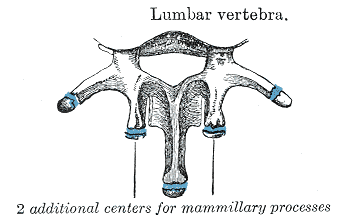 Lumbar vertebra.
2 additional centers for mammillary processes